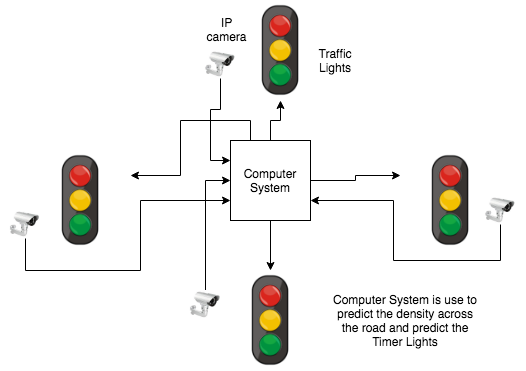 IP
camera
Traffic
Lights
Computer
System
Computer System is use to
predict the density across
the road and predict the
Timer Lights